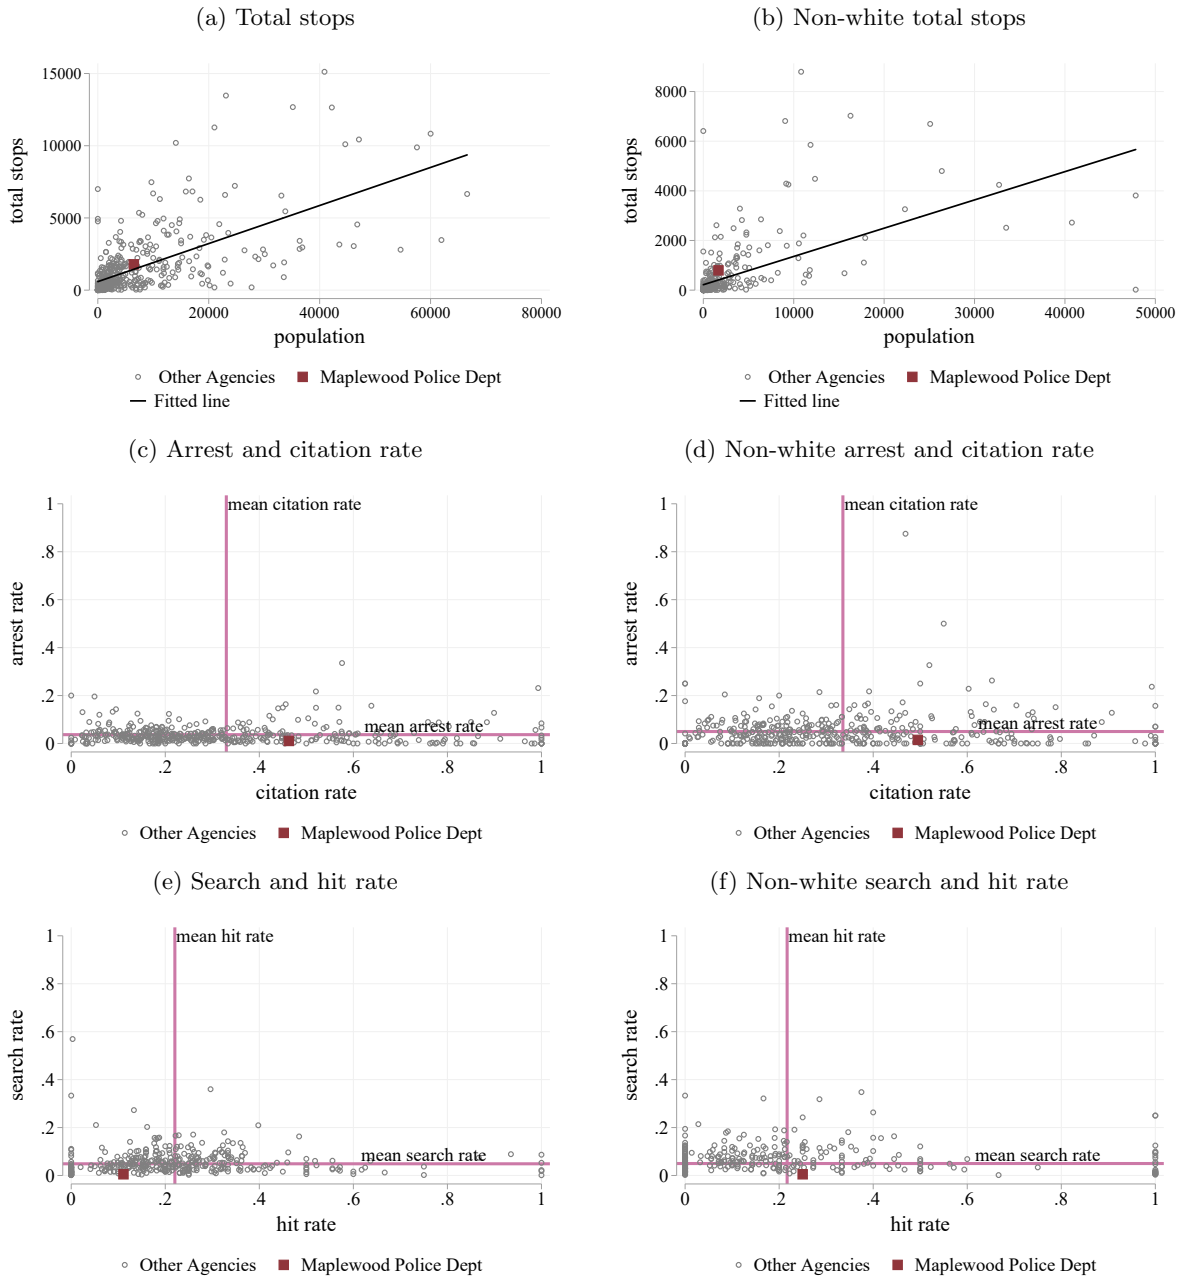 (a) Total stops
15000
10000
5000
0
total stops
0 20000 40000 60000 80000
population
Other Agencies Maplewood Police Dept
Fitted line
(b) Non-white total stops
8000
6000
4000
2000
0
total stops
0 10000 20000 30000 40000 50000
population
Other Agencies Maplewood Police Dept
Fitted line
(c) Arrest and citation rate
1
.8
.6
.4
.2
0
arrest rate
mean citation rate
mean arrest rate
0 .2 .4 .6 .8 1
citation rate
Other Agencies Maplewood Police Dept
(d) Non-white arrest and citation rate
1
.8
.6
.4
.2
0
arrest rate
mean citation rate
mean arrest rate
0 .2 .4 .6 .8 1
citation rate
Other Agencies Maplewood Police Dept
(e) Search and hit rate
1
.8
.6
.4
.2
0
search rate
mean hit rate
mean search rate
0 .2 .4 .6 .8 1
hit rate
Other Agencies Maplewood Police Dept
(f) Non-white search and hit rate
1
.8
.6
.4
.2
0
search rate
mean hit rate
mean search rate
0 .2 .4 .6 .8 1
hit rate
Other Agencies Maplewood Police Dept